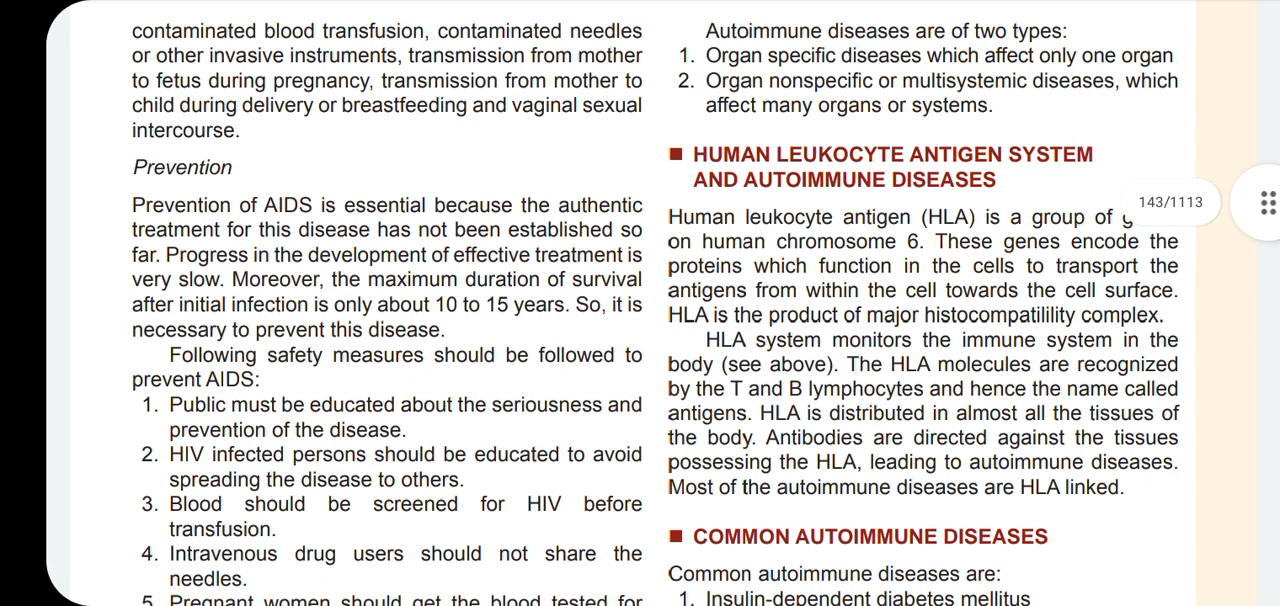 contaminated blood transfusion, contaminated needles
or other invasive instruments, transmission from mother
to fetus during pregnancy, transmission from mother to
child during delivery or breastfeeding and vaginal sexual
intercourse.
Prevention
Prevention of AIDS is essential because the authentic
treatment for this disease has not been established so
far. Progress in the development of effective treatment is
very slow. Moreover, the maximum duration of survival
after initial infection is only about 10 to 15 years. So, it is
necessary to prevent this disease.
Following safety measures should be followed to
prevent AIDS:
1. Public must be educated about the seriousness and
prevention of the disease.
2. HIV infected persons should be educated to avoid
spreading the disease to others.
3. Blood should be screened for HIV before
transfusion.
4. Intravenous drug users should not share the
needles.
5. Pregnant women should get the blood tested for
Autoimmune diseases are of two types:
1. Organ specific diseases which affect only one organ
2. Organ nonspecific or multisystemic diseases, which
affect many organs or systems.
■ HUMAN LEUKOCYTE ANTIGEN SYSTEM
AND AUTOIMMUNE DISEASES
143/1113
Human leukocyte antigen (HLA) is a group of
on human chromosome 6. These genes encode the
proteins which function in the cells to transport the
antigens from within the cell towards the cell surface.
HLA is the product of major histocompatilility complex.
HLA system monitors the immune system in the
body (see above). The HLA molecules are recognized
by the T and B lymphocytes and hence the name called
antigens. HLA is distributed in almost all the tissues of
the body. Antibodies are directed against the tissues
possessing the HLA, leading to autoimmune diseases.
Most of the autoimmune diseases are HLA linked.
■ COMMON AUTOIMMUNE DISEASES
Common autoimmune diseases are:
1. Insulin-dependent diabetes mellitus